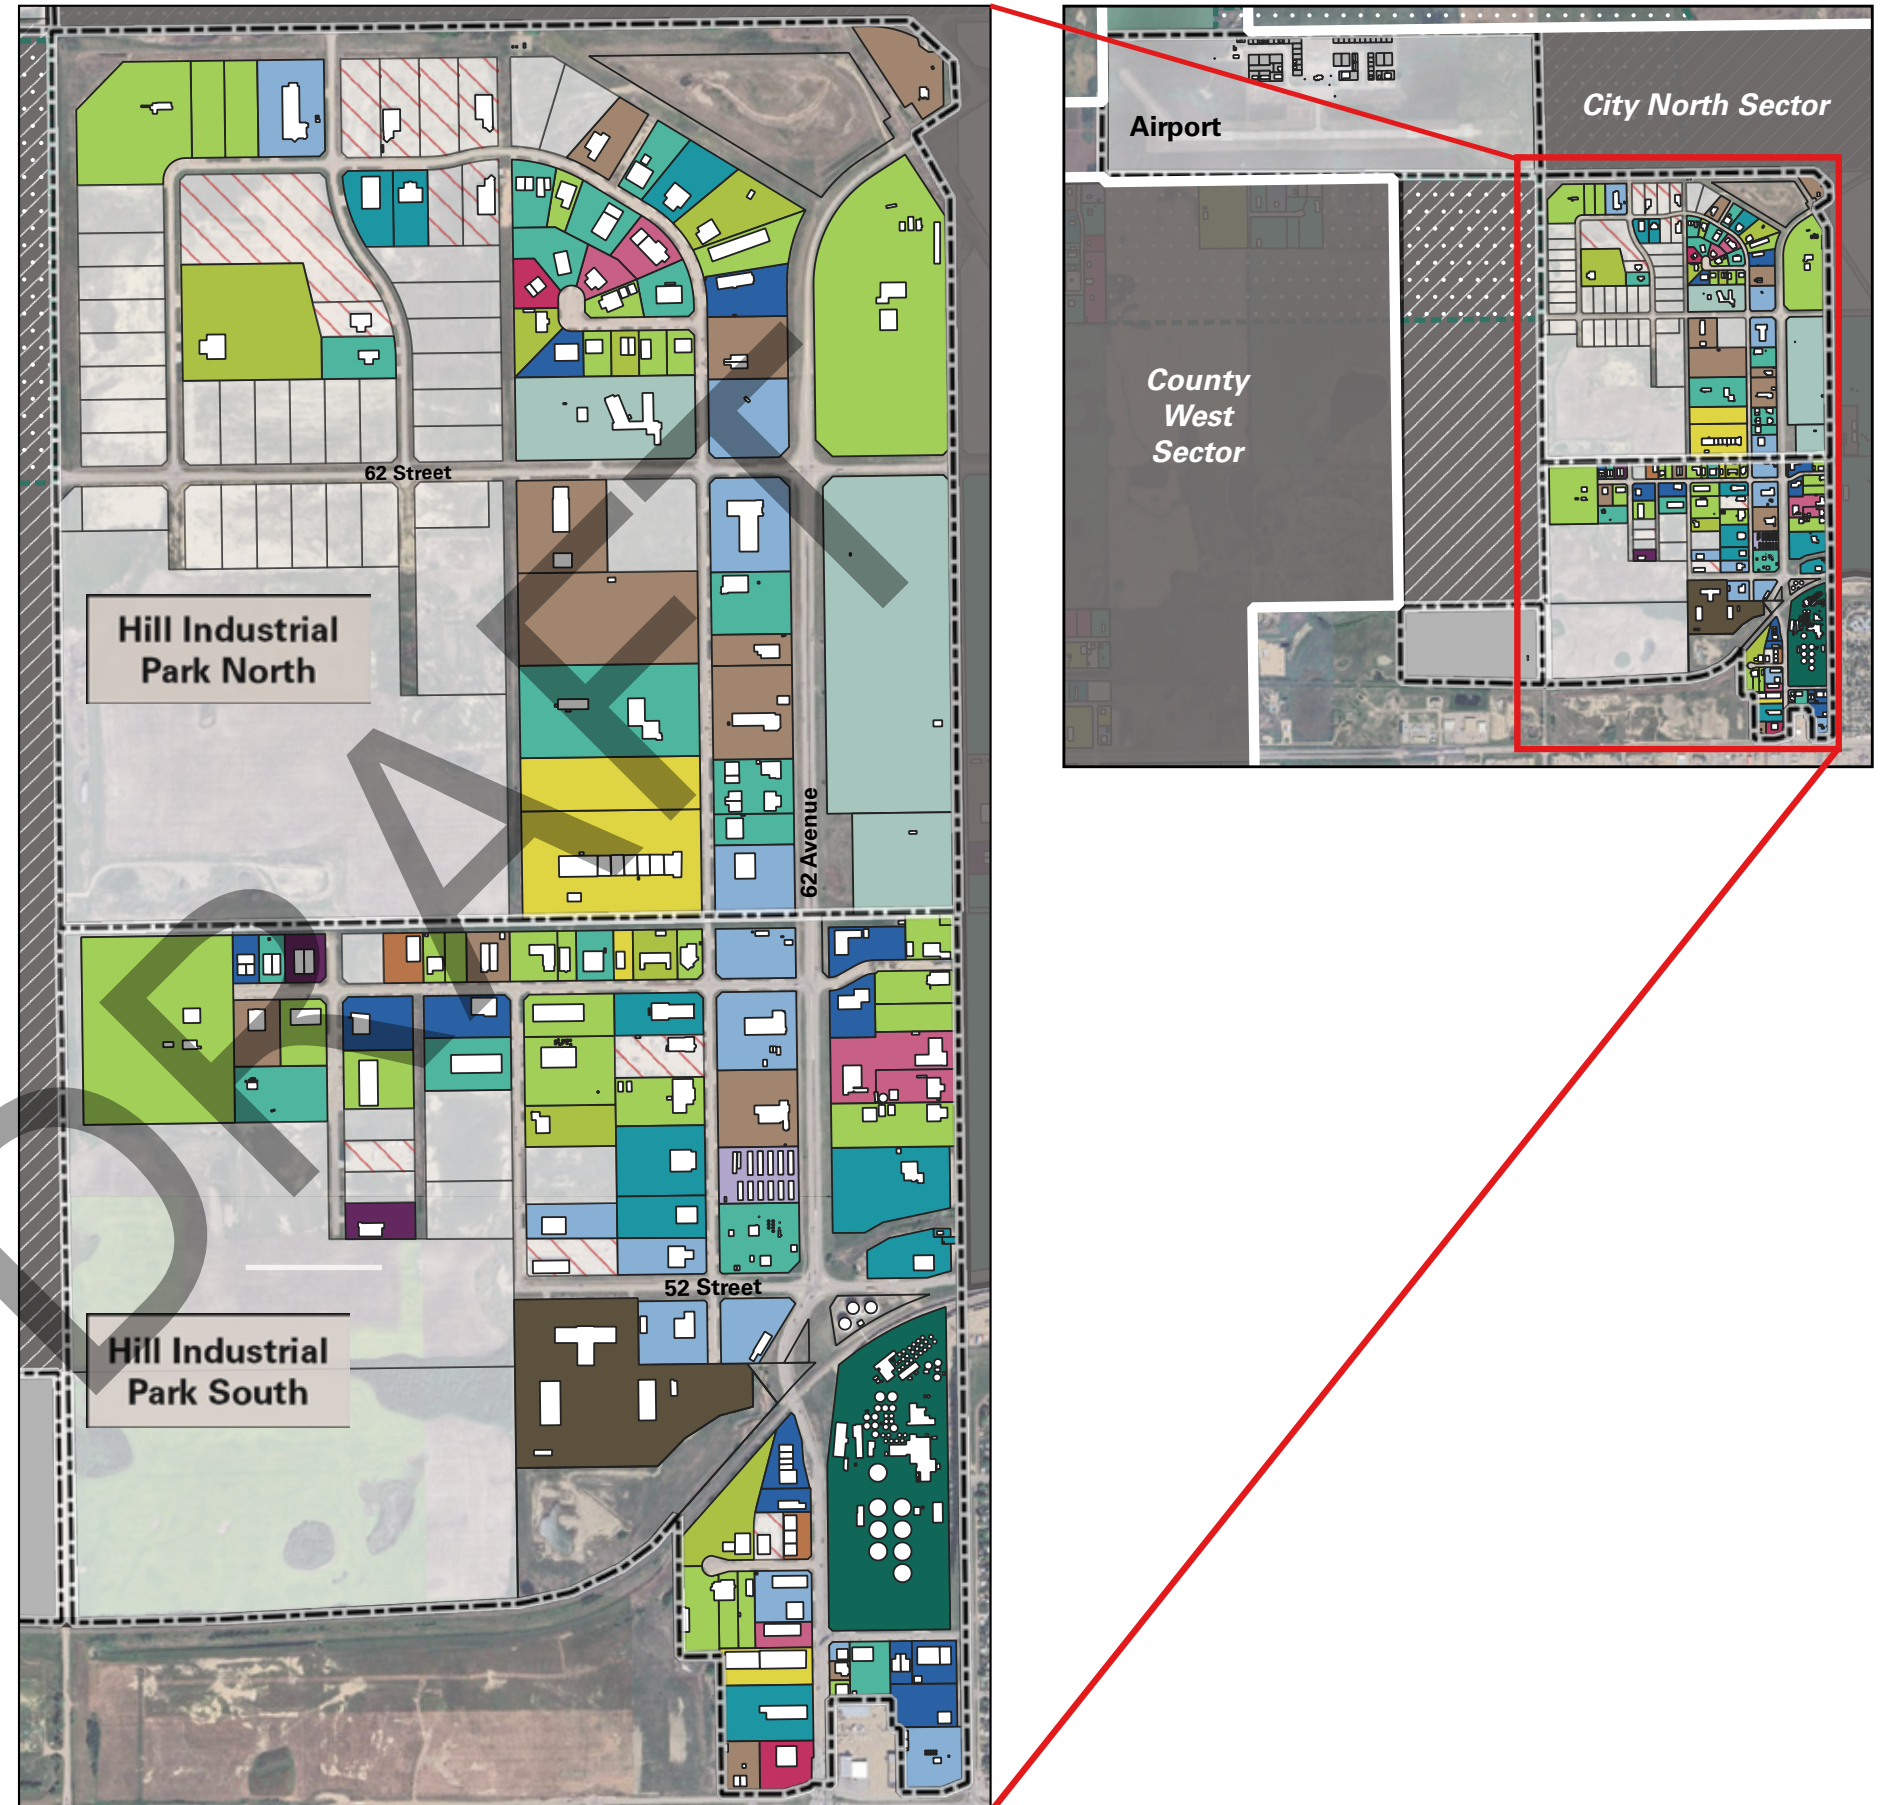 Airport
City North Sector
County
West
Sector
62 Street
Hill Industrial
Park North
62 Avenue
52 Street
Hill Industrial
Park South
DRAFT